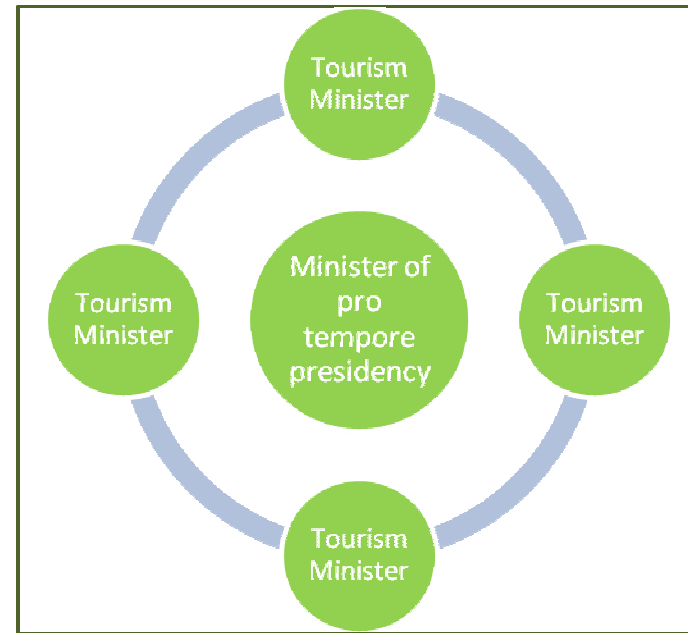 Tourism
Minister
Minister of
pro
tempore
presidency
Tourism
Minister
Tourism
Minister
Tourism
Minister